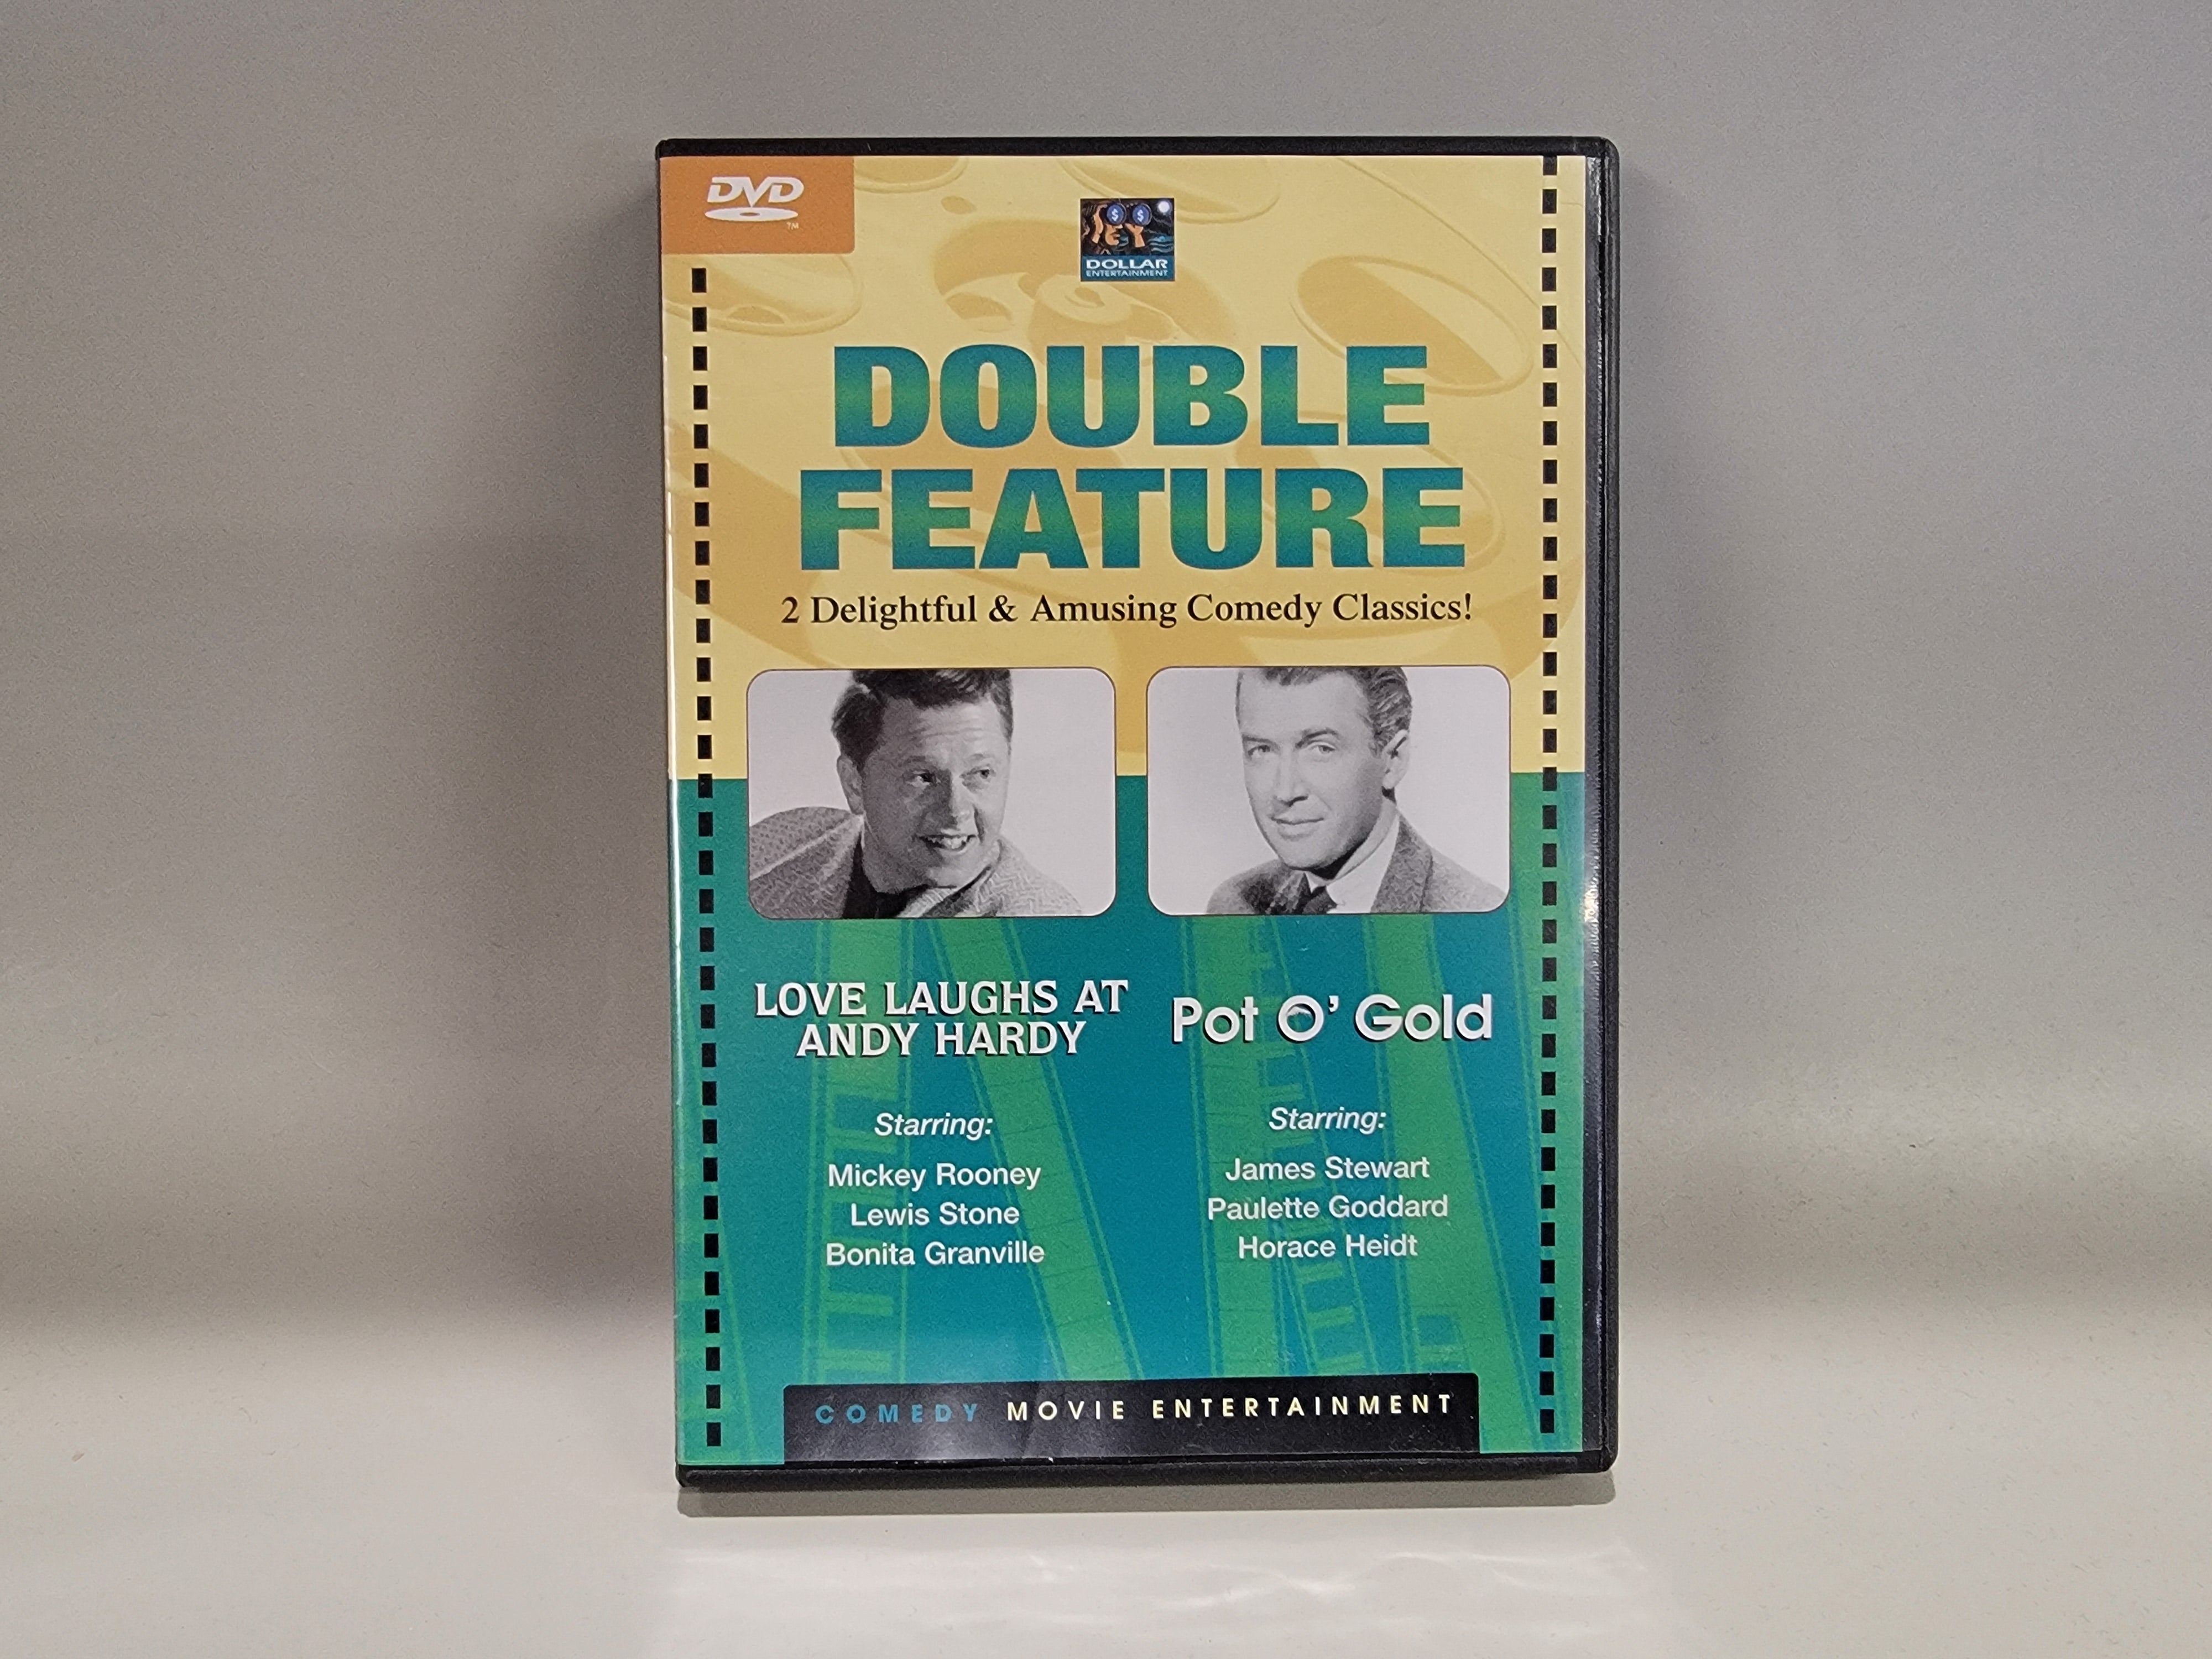 DVD
TM
$ $
DOLLAR
ENTERTAINMENT
DOUBLE
FEATURE
2 Delightful & Amusing Comedy Classics!
LOVE LAUGHS AT
ANDY HARDY
Starring:
Mickey Rooney
Lewis Stone
Bonita Granville
Pot O' Gold
Starring:
James Stewart
Paulette Goddard
Horace Heidt
COMEDY MOVIE ENTERTAINMENT